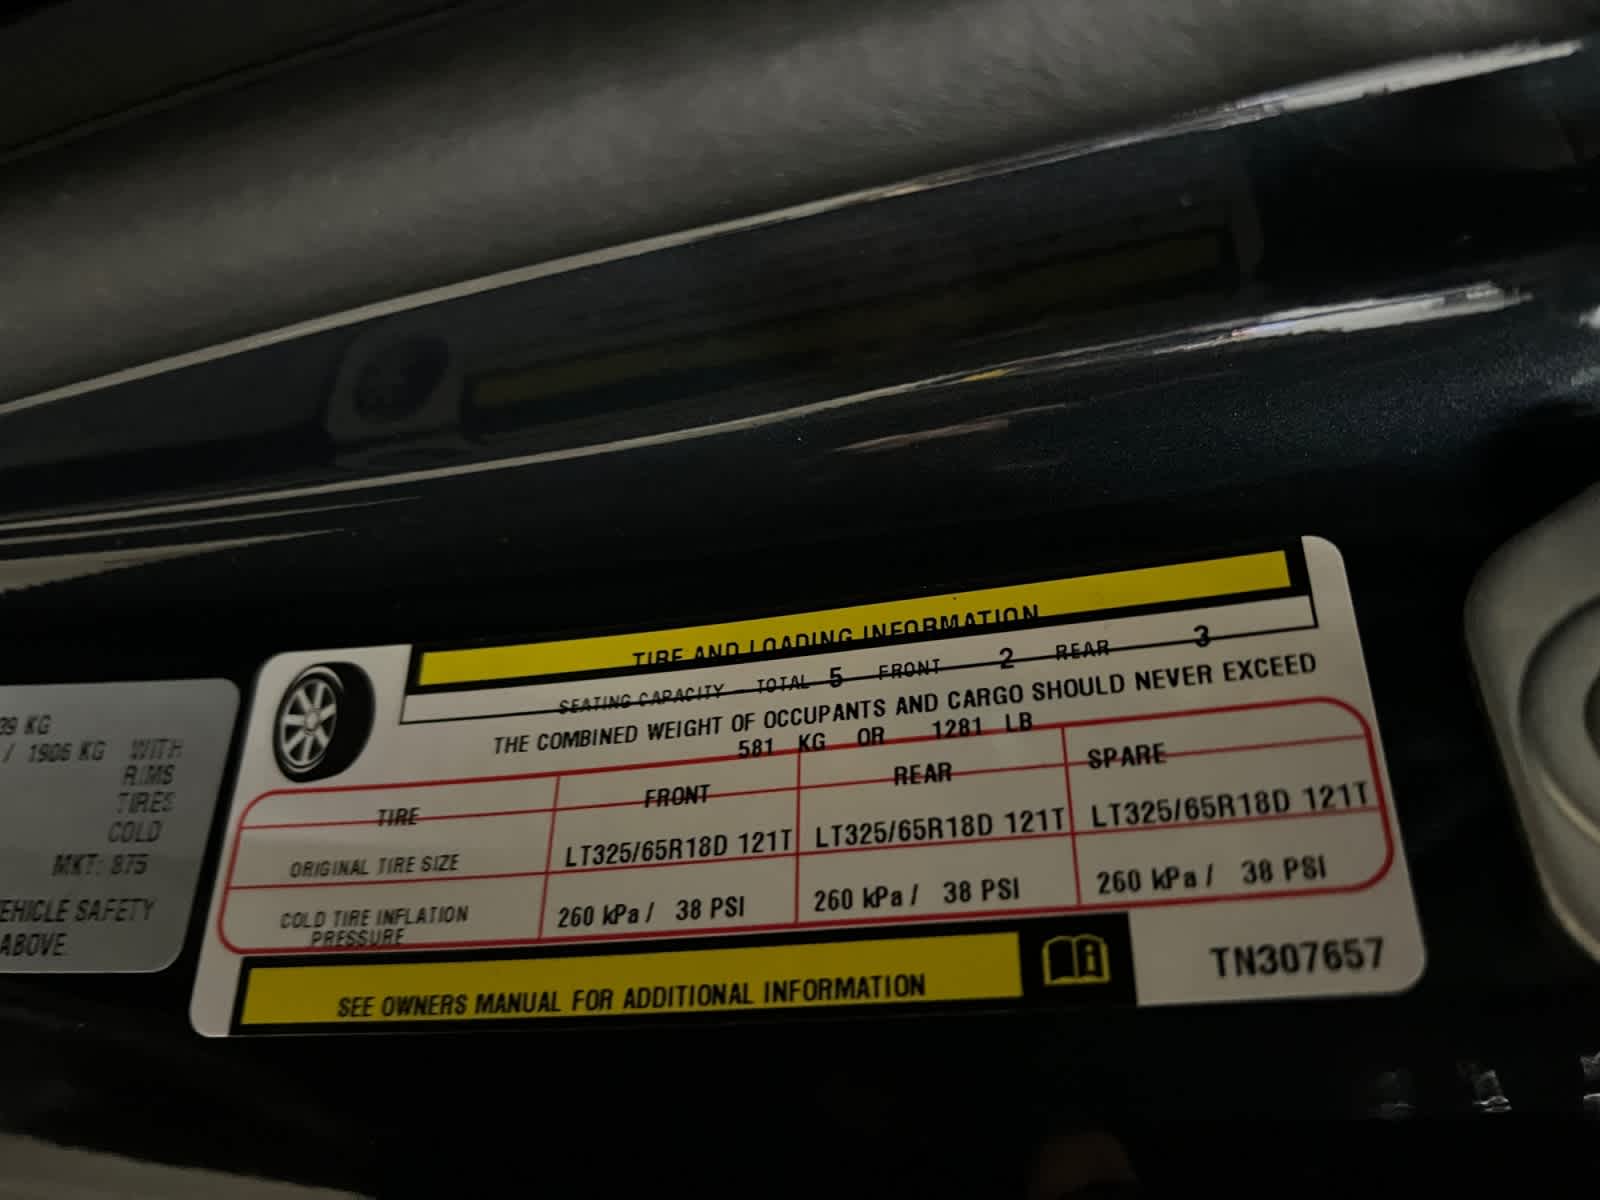 TIRE AND LOADING INFORMATION
SEATING CAPACITY - TOTAL 5 FRONT 2 REAR 3
THE COMBINED WEIGHT OF OCCUPANTS AND CARGO SHOULD NEVER EXCEED
581 KG OR 1281 LB
TIRE FRONT REAR SPARE
ORIGINAL TIRE SIZE LT325/65R18D 121T LT325/65R18D 121T LT325/65R18D 121T
COLD TIRE INFLATION PRESSURE 260 kPa / 38 PSI 260 kPa / 38 PSI 260 kPa / 38 PSI
SEE OWNERS MANUAL FOR ADDITIONAL INFORMATION
TN307657
39 KG
/ 1906 KG WITH
RIMS
TIRES
COLD
MKT: 875
EHICLE SAFETY
ABOVE.